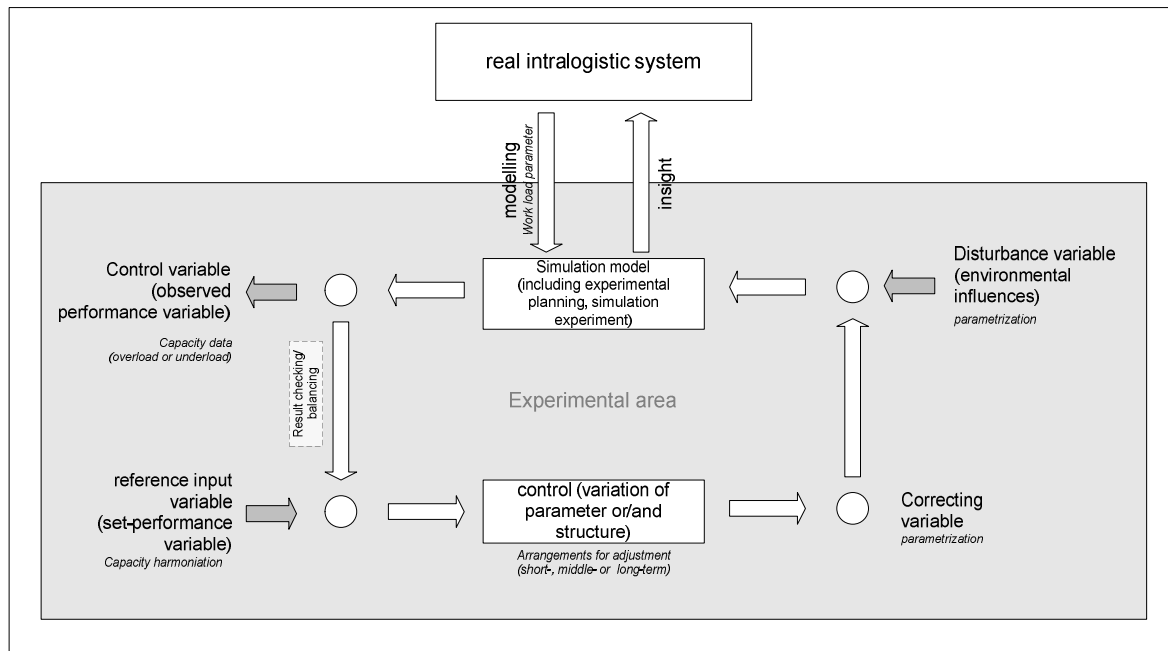 real intralogistic system
modelling
Work load parameter
insight
Control variable
(observed
performance variable)
Capacity data
(overload or underload)
Simulation model
(including experimental
planning, simulation
experiment)
Disturbance variable
(environmental
influences)
parametrization
Result checking/
balancing
Experimental area
reference input
variable
(set-performance
variable)
Capacity harmoniation
control (variation of
parameter or/and
structure)
Arrangements for adjustment
(short-, middle- or long-term)
Correcting
variable
parametrization